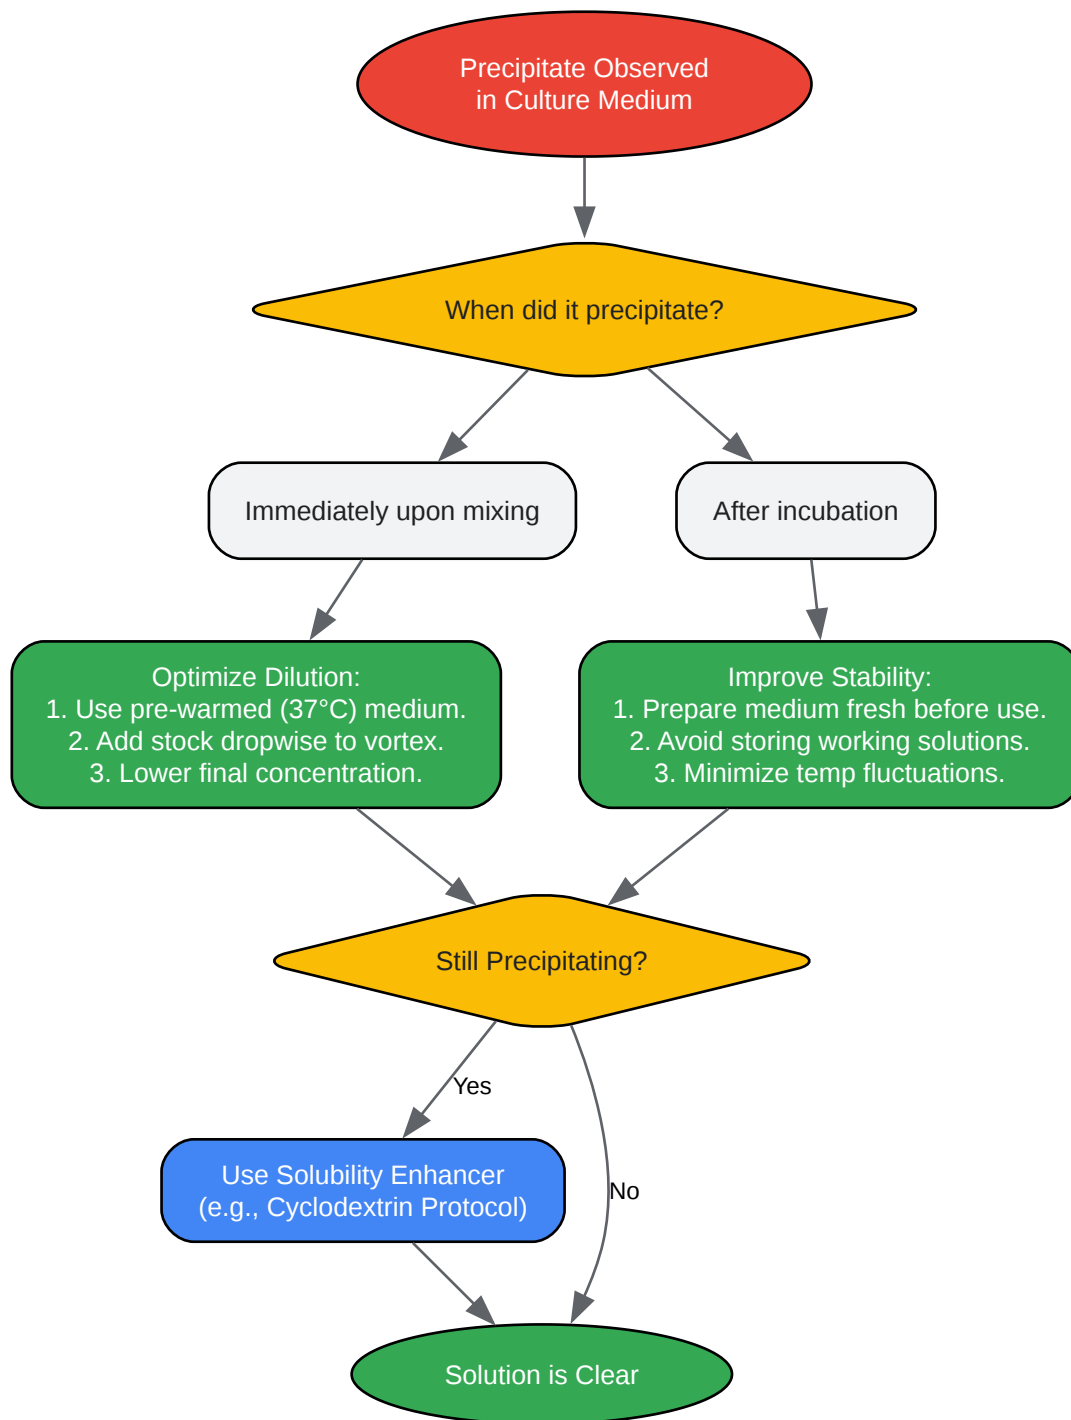 Precipitate Observed
in Culture Medium
When did it precipitate?
Immediately upon mixing
After incubation
Optimize Dilution:
1. Use pre-warmed (37°C) medium.
2. Add stock dropwise to vortex.
3. Lower final concentration.
Improve Stability:
1. Prepare medium fresh before use.
2. Avoid storing working solutions.
3. Minimize temp fluctuations.
Still Precipitating?
Yes
Use Solubility Enhancer
(e.g., Cyclodextrin Protocol)
No
Solution is Clear